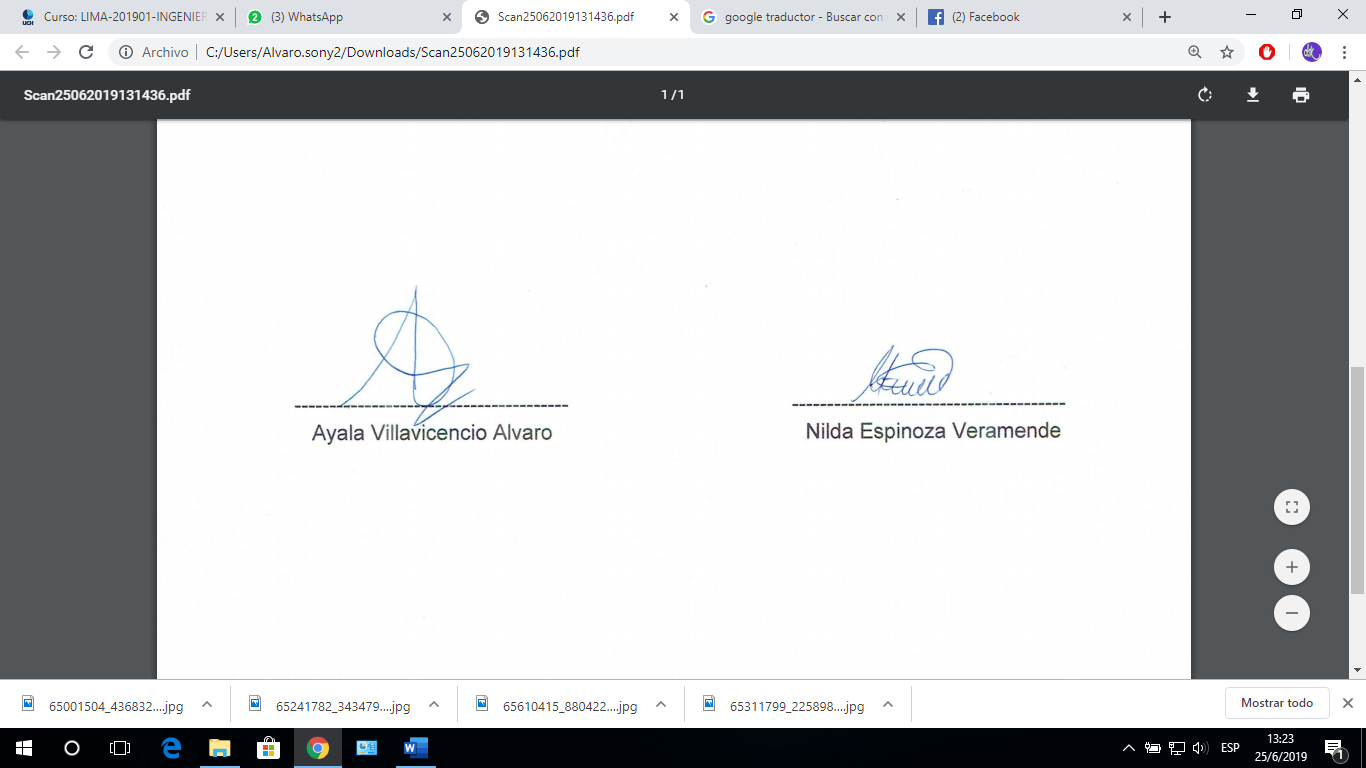 Curso: LIMA-201901-INGENIER
(3) WhatsApp
Scan25062019131436.pdf
google traductor - Buscar con
(2) Facebook
Archivo
C:/Users/Alvaro.sony2/Downloads/Scan25062019131436.pdf
Scan25062019131436.pdf
1 / 1
Ayala Villavicencio Alvaro
Nilda Espinoza Veramende
65001504_436832....jpg
65241782_343479....jpg
65610415_880422....jpg
65311799_225898....jpg
Mostrar todo
ESP
13:23
25/6/2019
1